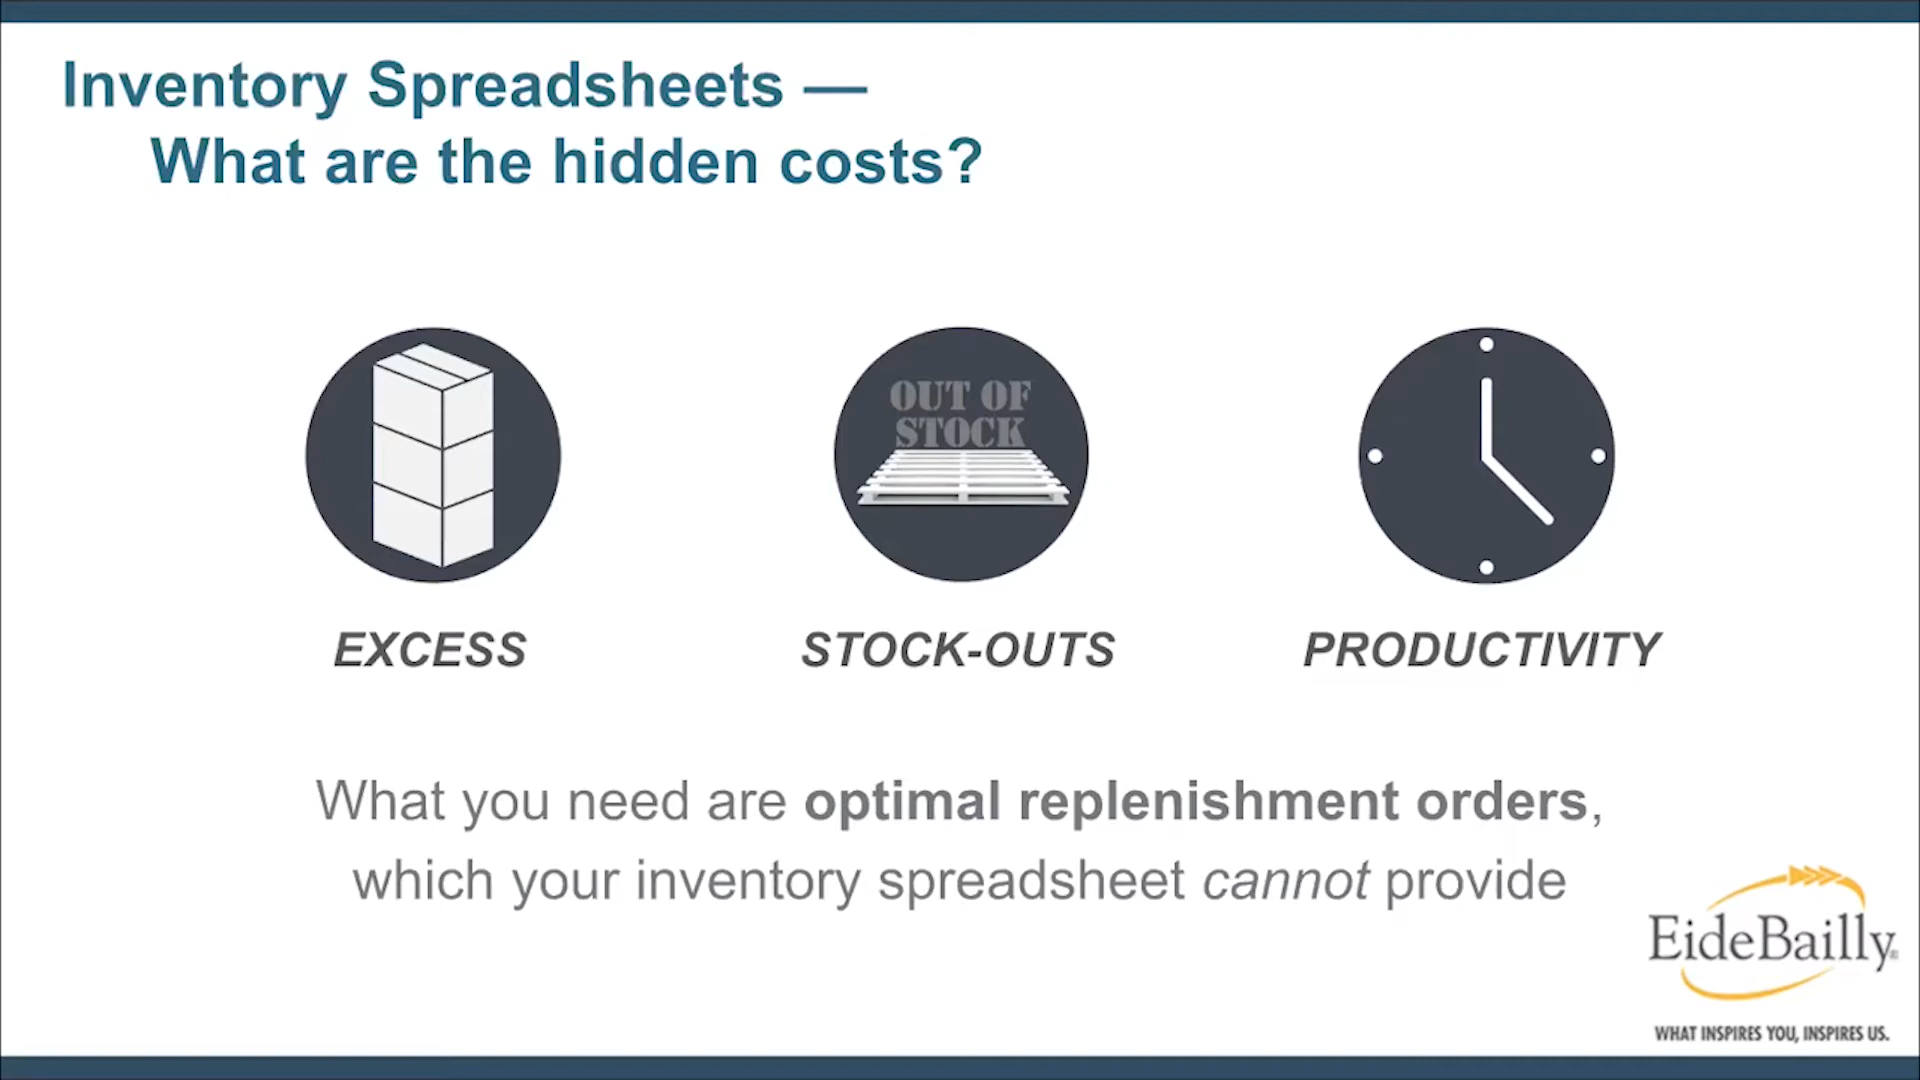 Inventory Spreadsheets —
What are the hidden costs?
OUT OF
STOCK
EXCESS
STOCK-OUTS
PRODUCTIVITY
What you need are optimal replenishment orders,
which your inventory spreadsheet cannot provide
EideBailly®
WHAT INSPIRES YOU, INSPIRES US.